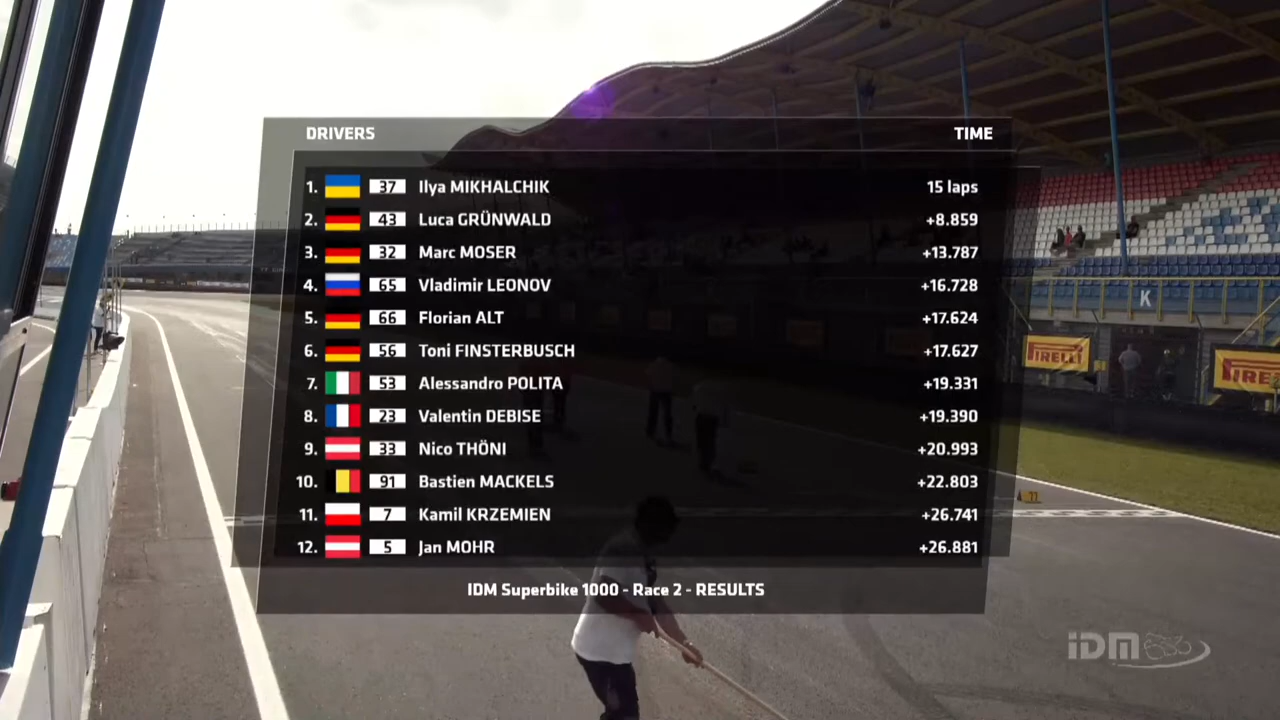 DRIVERS TIME
1. 37 Ilya MIKHALCHIK 15 laps
2. 43 Luca GRÜNWALD +8.859
3. 32 Marc MOSER +13.787
4. 65 Vladimir LEONOV +16.728
5. 66 Florian ALT +17.624
6. 56 Toni FINSTERBUSCH +17.627
7. 53 Alessandro POLITA +19.331
8. 23 Valentin DEBISE +19.390
9. 33 Nico THÖNI +20.993
10. 91 Bastien MACKELS +22.803
11. 7 Kamil KRZEMIEN +26.741
12. 5 Jan MOHR +26.881
IDM Superbike 1000 - Race 2 - RESULTS
K
PIRELLI
PIRE
iDM